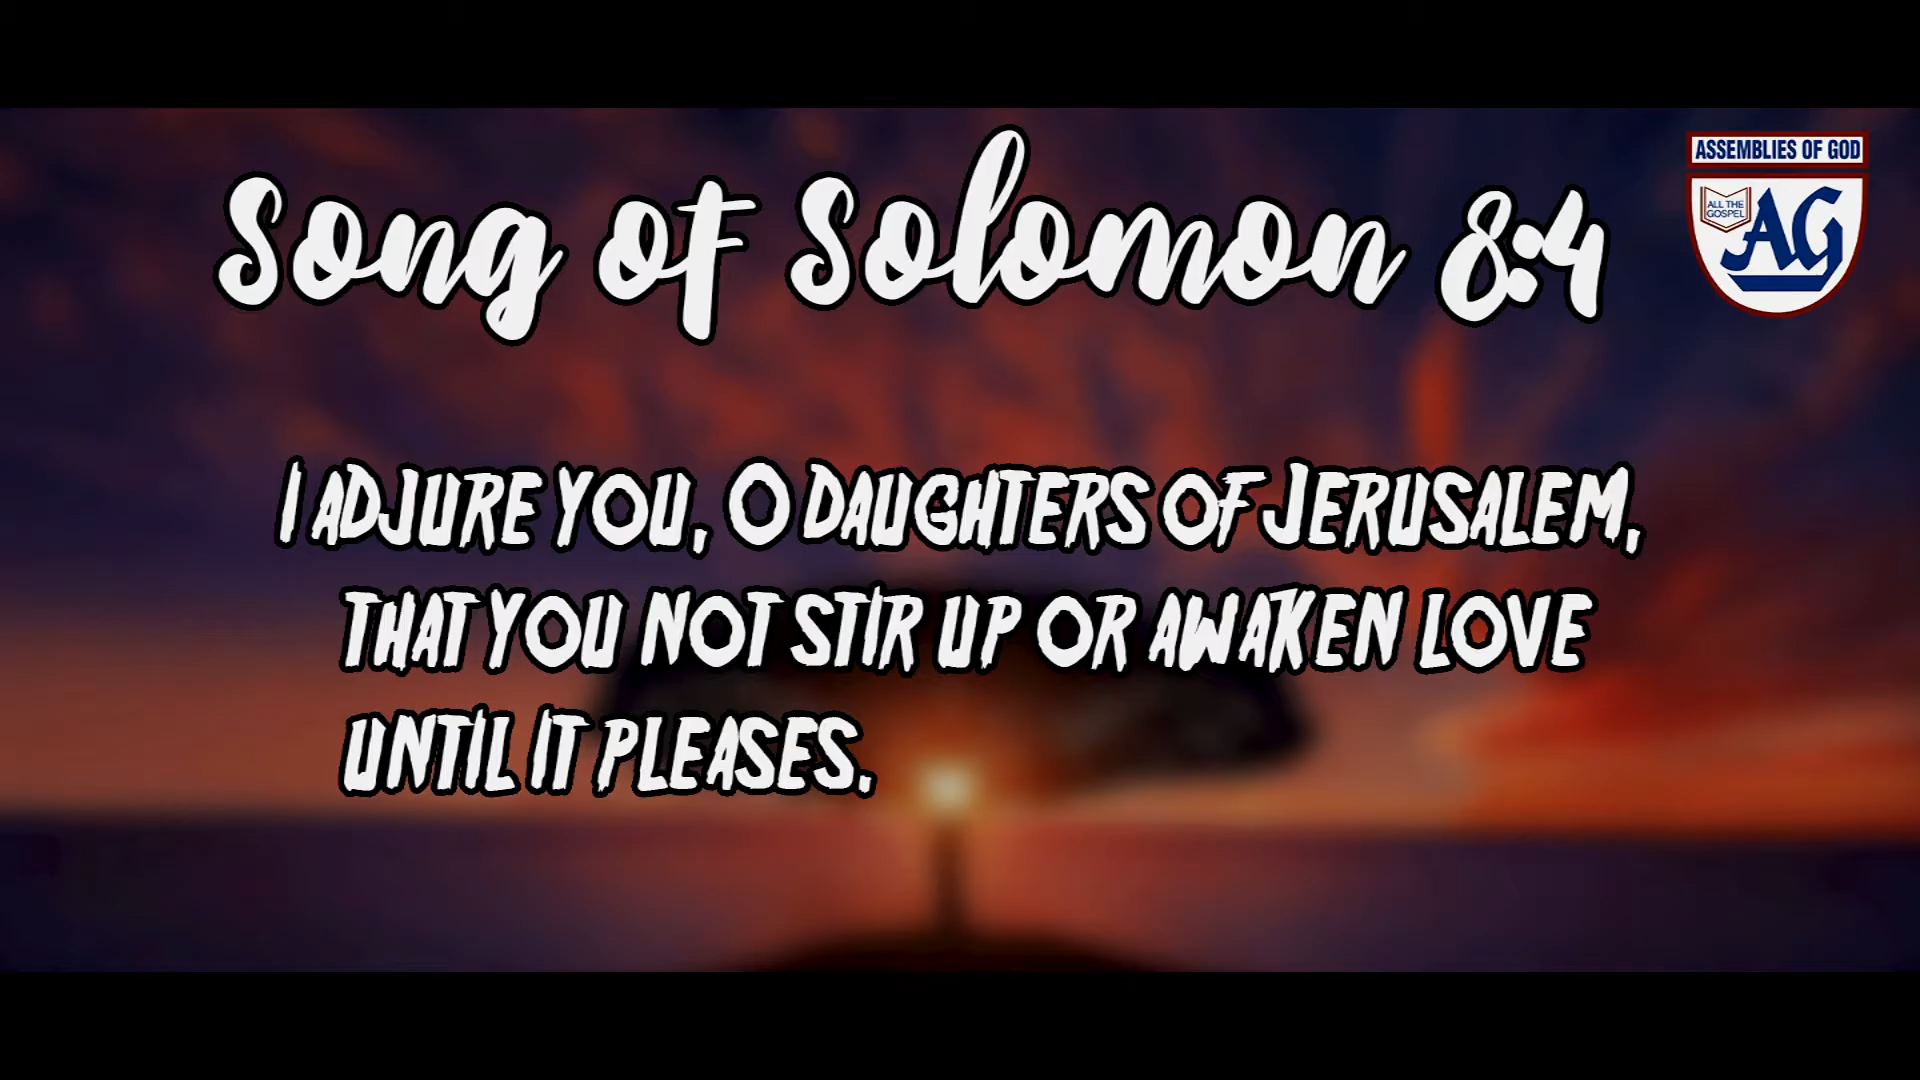 Song of Solomon 8:4
ASSEMBLIES OF GOD
ALL THE
GOSPEL
AG
I ADJURE YOU, O DAUGHTERS OF JERUSALEM,
THAT YOU NOT STIR UP OR AWAKEN LOVE
UNTIL IT PLEASES.